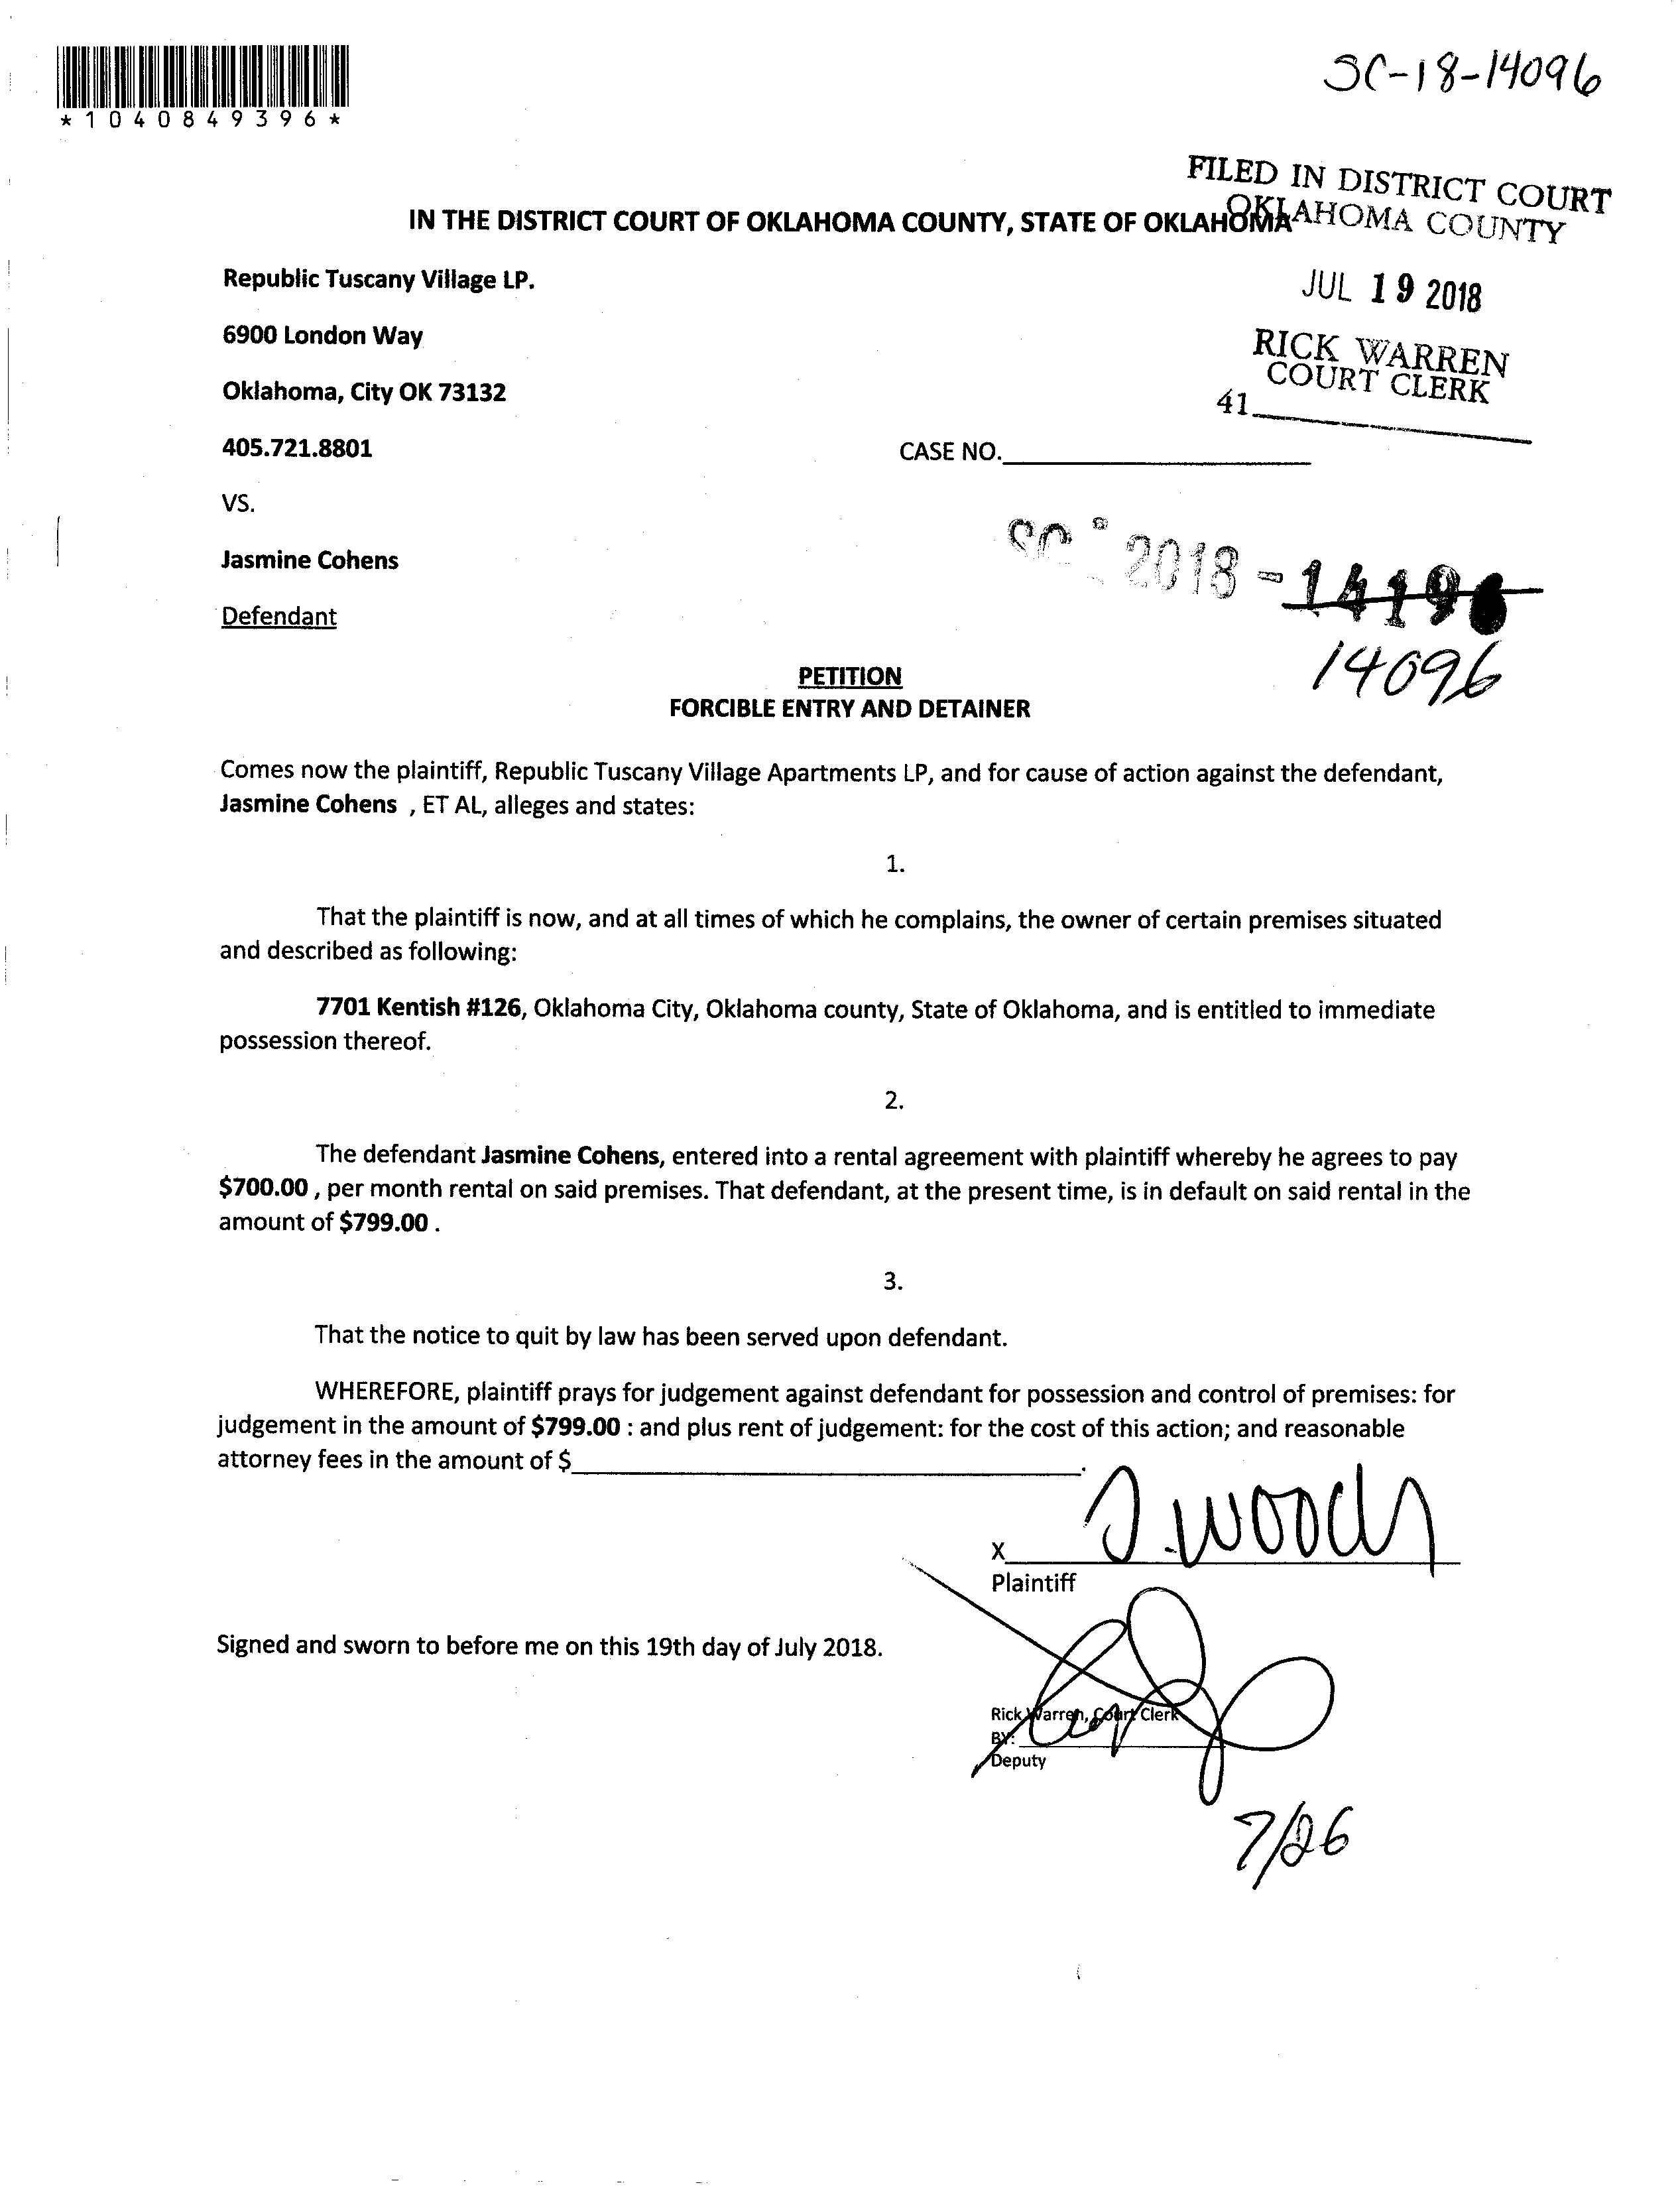 *1040849396*
SC-18-14096
FILED IN DISTRICT COURT
OKLAHOMA COUNTY
IN THE DISTRICT COURT OF OKLAHOMA COUNTY, STATE OF OKLAHOMA
Republic Tuscany Village LP.
JUL 19 2018
6900 London Way
RICK WARREN
COURT CLERK
Oklahoma, City OK 73132
41
405.721.8801
CASE NO.
VS.
SC 2018 -
Jasmine Cohens
Defendant
14096
PETITION
FORCIBLE ENTRY AND DETAINER
Comes now the plaintiff, Republic Tuscany Village Apartments LP, and for cause of action against the defendant,
Jasmine Cohens , ET AL, alleges and states:
1.
That the plaintiff is now, and at all times of which he complains, the owner of certain premises situated
and described as following:
7701 Kentish #126, Oklahoma City, Oklahoma county, State of Oklahoma, and is entitled to immediate
possession thereof.
2.
The defendant Jasmine Cohens, entered into a rental agreement with plaintiff whereby he agrees to pay
$700.00 , per month rental on said premises. That defendant, at the present time, is in default on said rental in the
amount of $799.00 .
3.
That the notice to quit by law has been served upon defendant.
WHEREFORE, plaintiff prays for judgement against defendant for possession and control of premises: for
judgement in the amount of $799.00 : and plus rent of judgement: for the cost of this action; and reasonable
attorney fees in the amount of $ .
X
Plaintiff
Signed and sworn to before me on this 19th day of July 2018.
Rick Warren, Court Clerk
BY:
Deputy
7/26